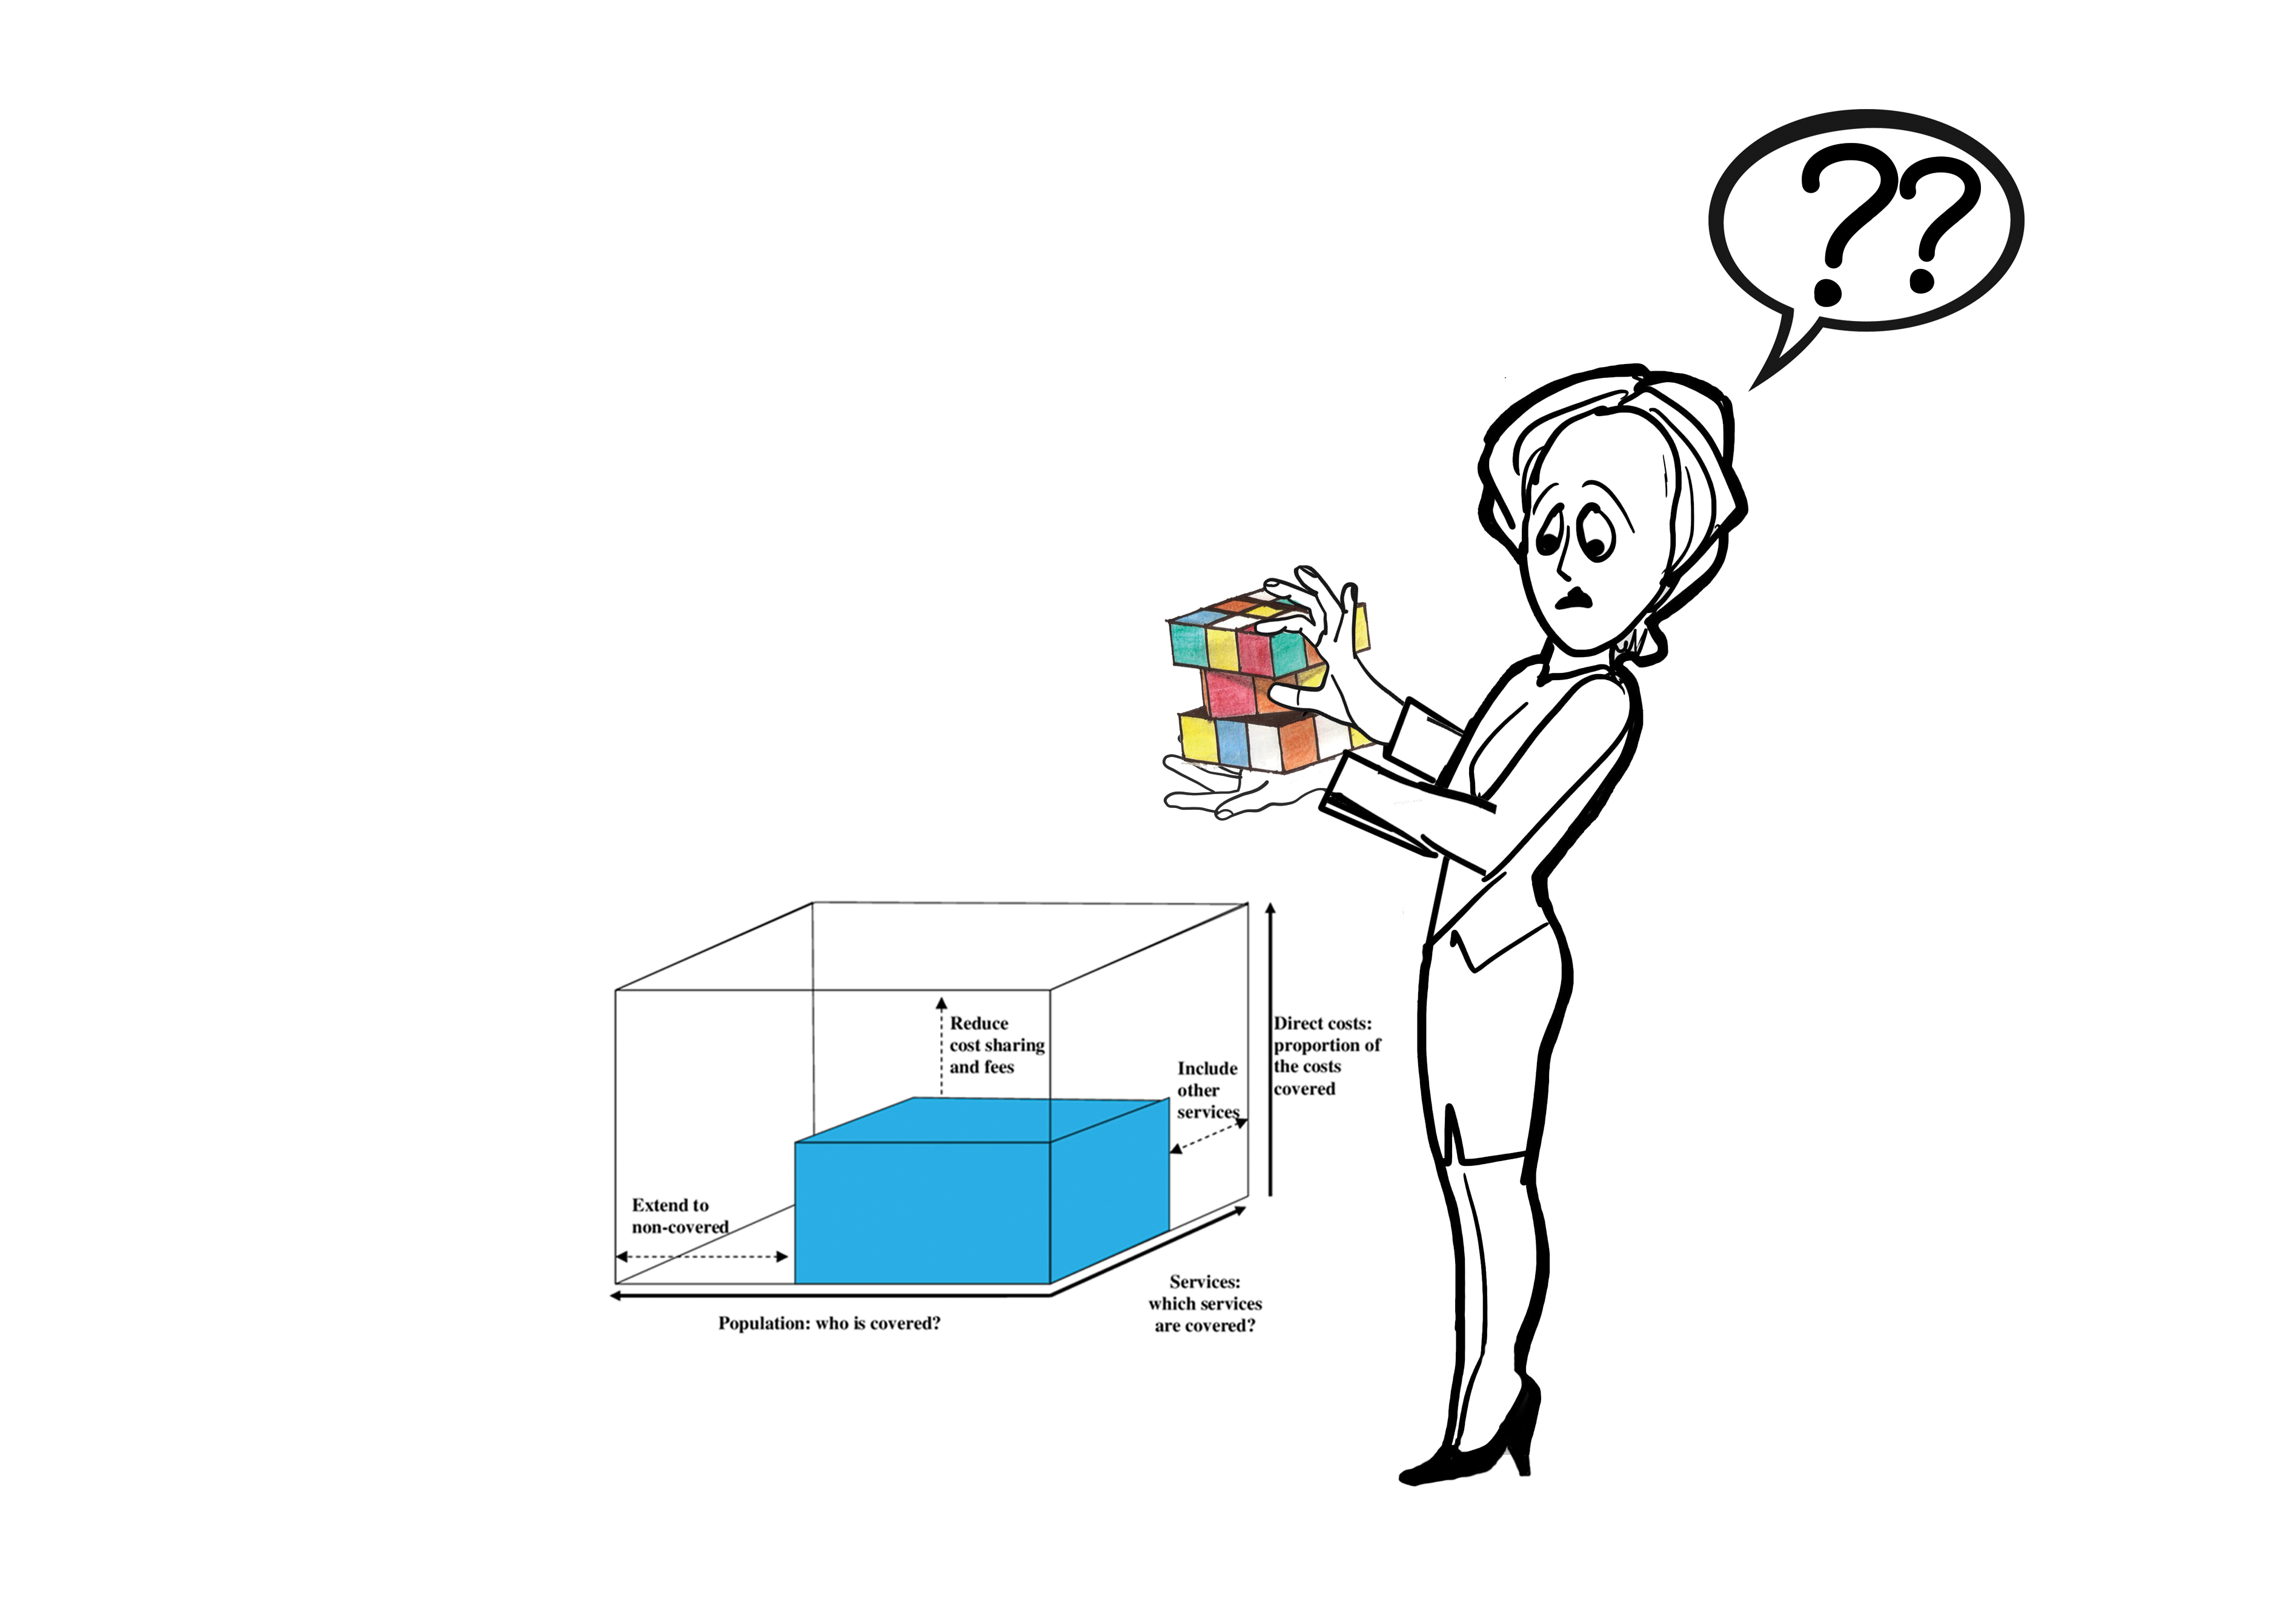 ??
Reduce
cost sharing
and fees
Direct costs:
proportion of
the costs
covered
Include
other
services
Extend to
non-covered
Services:
which services
are covered?
Population: who is covered?